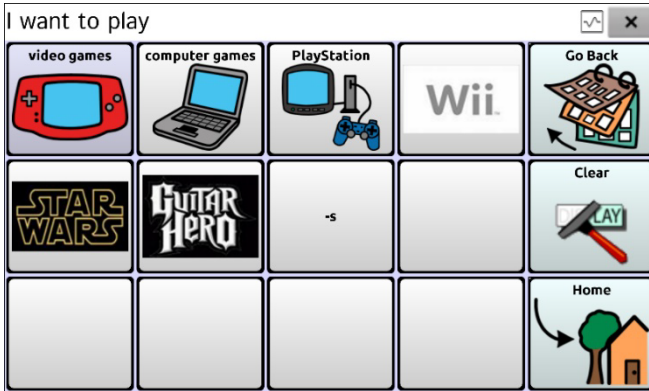 I want to play
video games
computer games
PlayStation
Wii
Go Back
STAR
WARS
GUITAR
HERO
-s
Clear
DISPLAY
Home